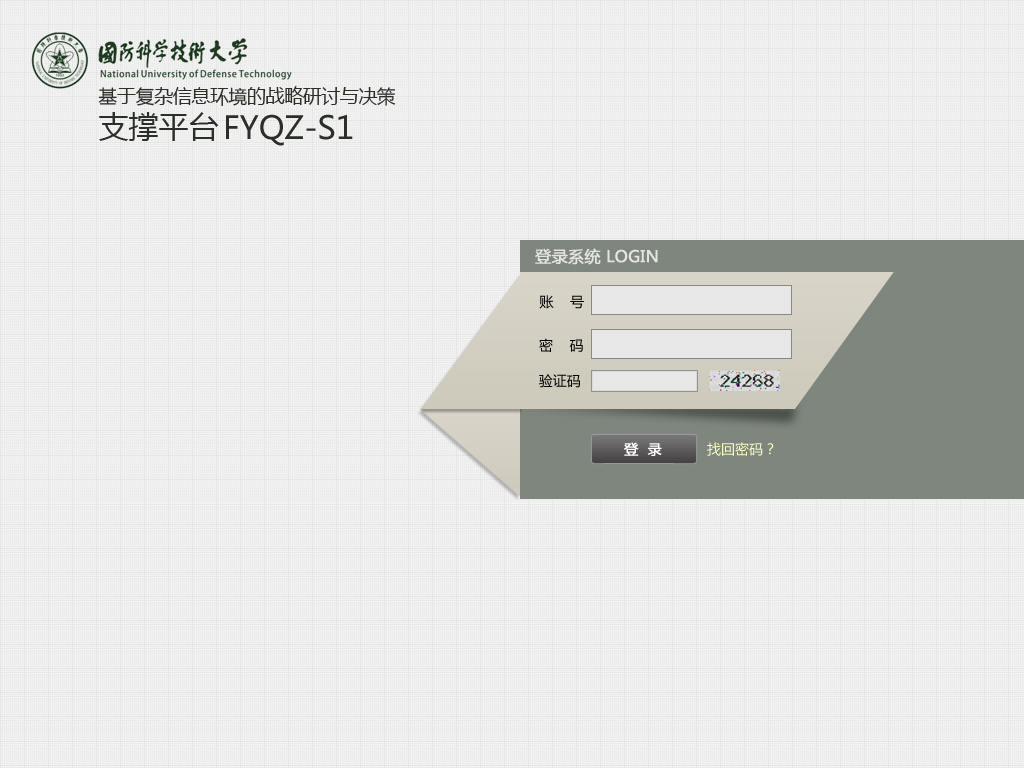 國防科学技術大学
National University of Defense Technology
基于复杂信息环境的战略研讨与决策
支撑平台 FYQZ-S1
登录系统 LOGIN
账 号
密 码
验证码 24268
登 录 找回密码？